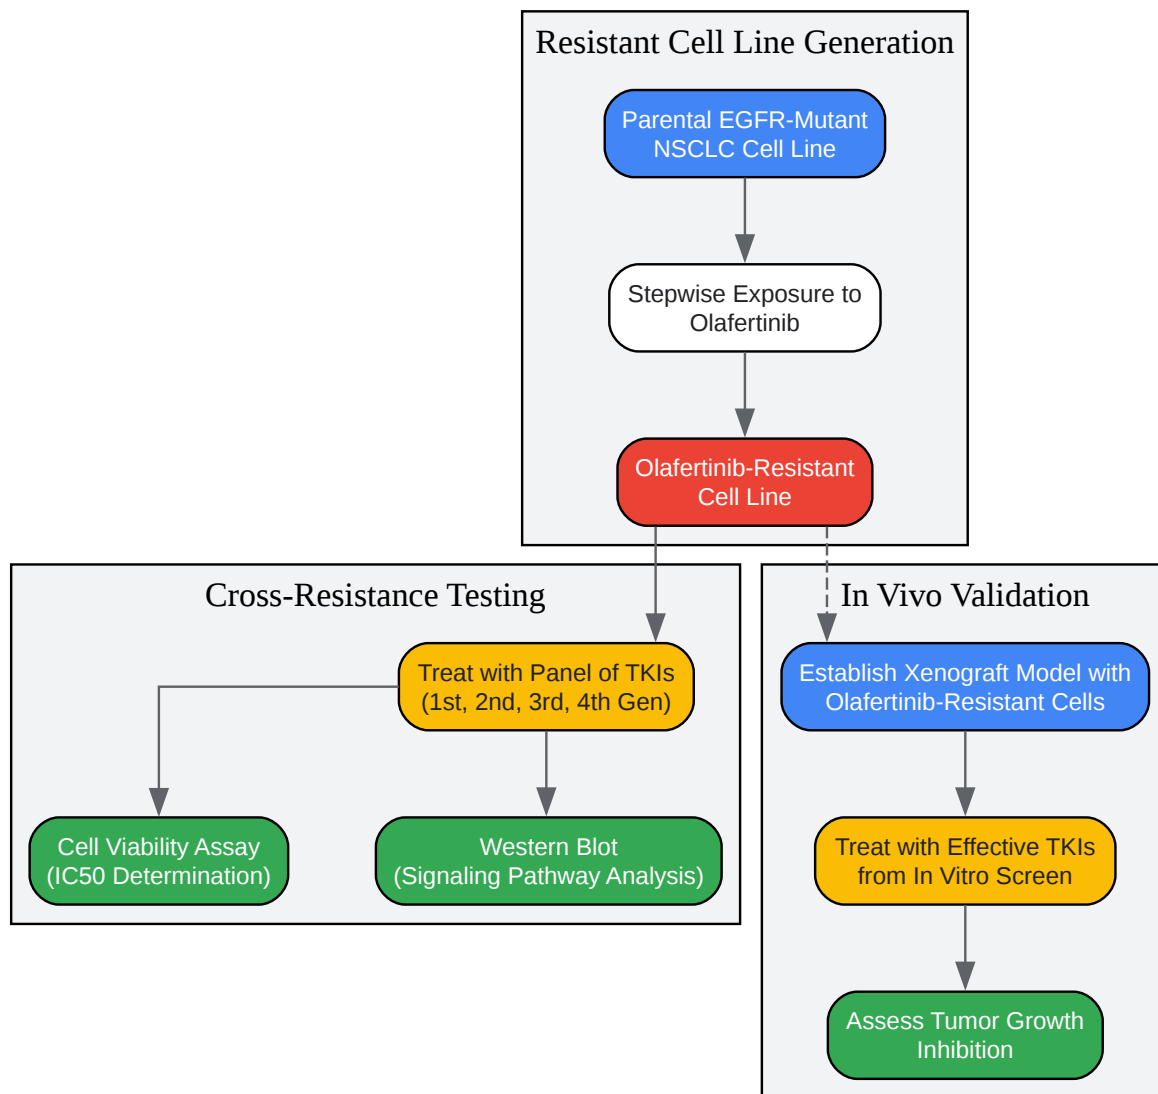 Resistant Cell Line Generation
Parental EGFR-Mutant
NSCLC Cell Line
Stepwise Exposure to
Olafertinib
Olafertinib-Resistant
Cell Line
Cross-Resistance Testing
Treat with Panel of TKIs
(1st, 2nd, 3rd, 4th Gen)
Cell Viability Assay
(IC50 Determination)
Western Blot
(Signaling Pathway Analysis)
In Vivo Validation
Establish Xenograft Model with
Olafertinib-Resistant Cells
Treat with Effective TKIs
from In Vitro Screen
Assess Tumor Growth
Inhibition